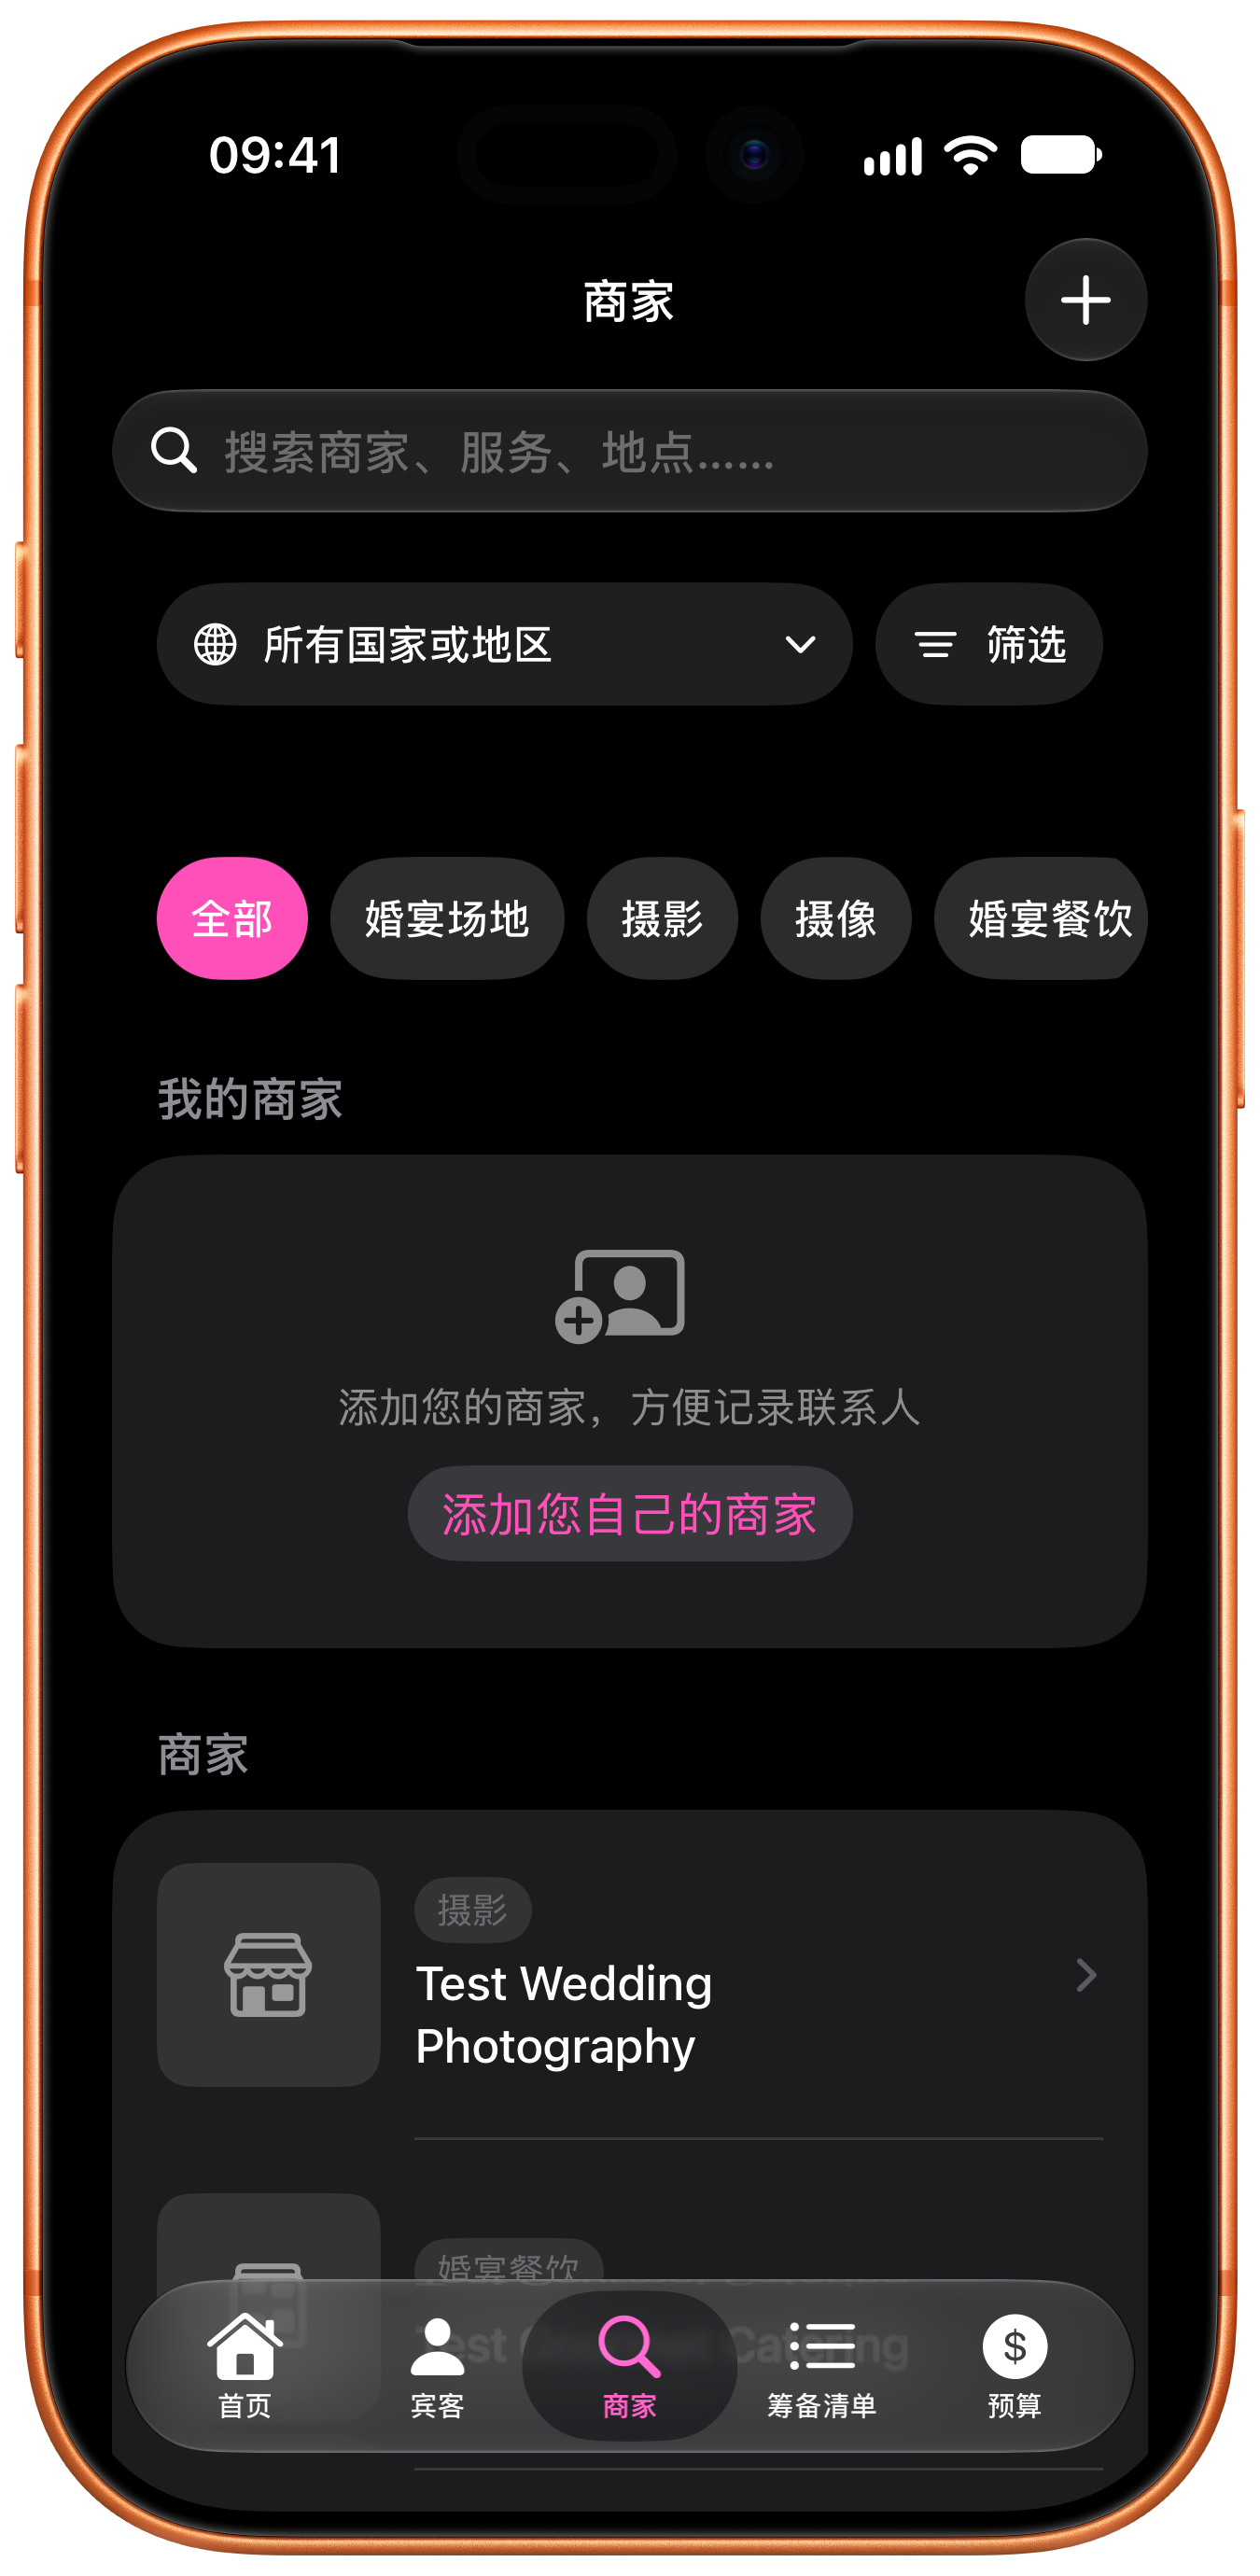 09:41
商家
搜索商家、服务、地点……
所有国家或地区
筛选
全部
婚宴场地
摄影
摄像
婚宴餐饮
我的商家
添加您的商家，方便记录联系人
添加您自己的商家
商家
摄影
Test Wedding
Photography
婚宴餐饮
Test
Catering
首页
宾客
商家
筹备清单
预算